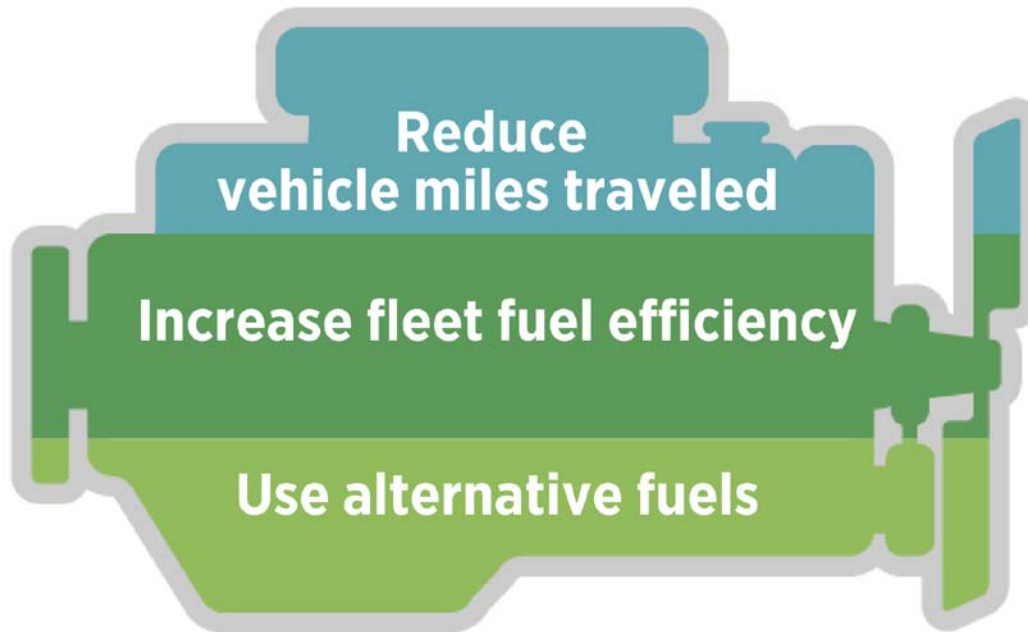 Reduce
vehicle miles traveled
Increase fleet fuel efficiency
Use alternative fuels